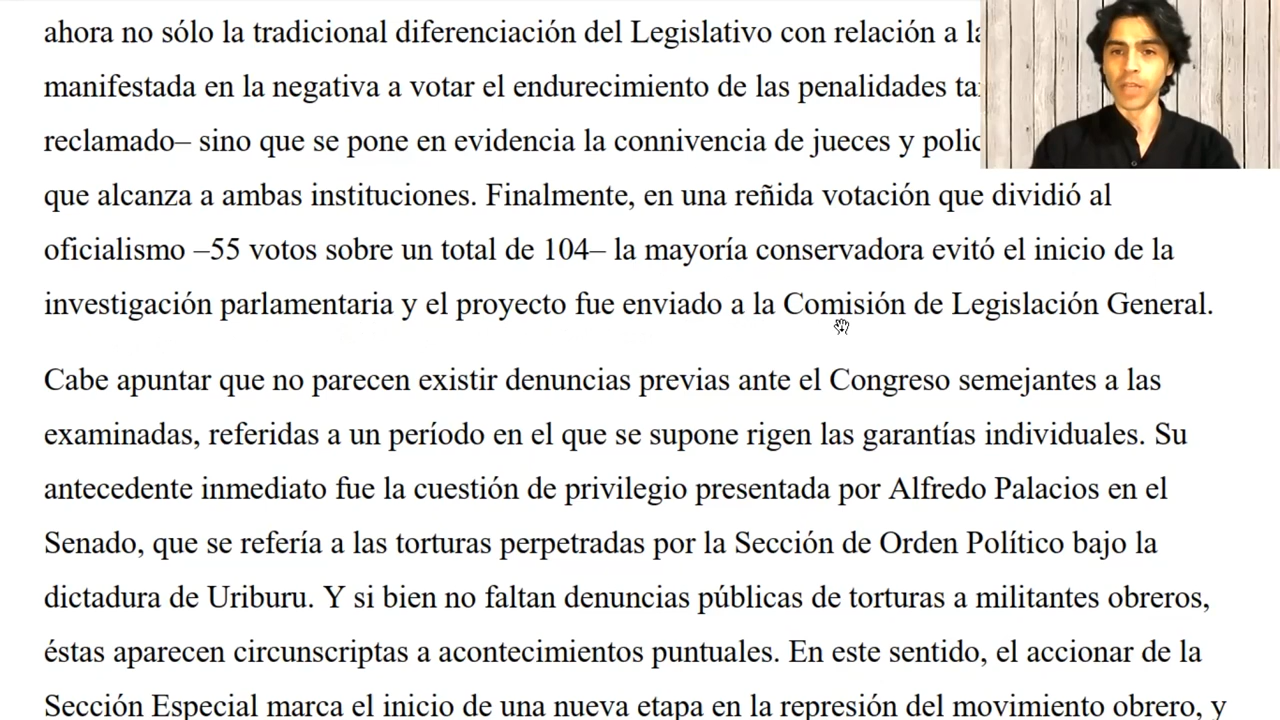 ahora no sólo la tradicional diferenciación del Legislativo con relación a
manifestada en la negativa a votar el endurecimiento de las penalidades
reclamado– sino que se pone en evidencia la connivencia de jueces y
que alcanza a ambas instituciones. Finalmente, en una reñida votación que dividió al
oficialismo –55 votos sobre un total de 104– la mayoría conservadora evitó el inicio de la
investigación parlamentaria y el proyecto fue enviado a la Comisión de Legislación General.
Cabe apuntar que no parecen existir denuncias previas ante el Congreso semejantes a las
examinadas, referidas a un período en el que se supone rigen las garantías individuales. Su
antecedente inmediato fue la cuestión de privilegio presentada por Alfredo Palacios en el
Senado, que se refería a las torturas perpetradas por la Sección de Orden Político bajo la
dictadura de Uriburu. Y si bien no faltan denuncias públicas de torturas a militantes obreros,
éstas aparecen circunscriptas a acontecimientos puntuales. En este sentido, el accionar de la
Sección Especial marca el inicio de una nueva etapa en la represión del movimiento obrero, y